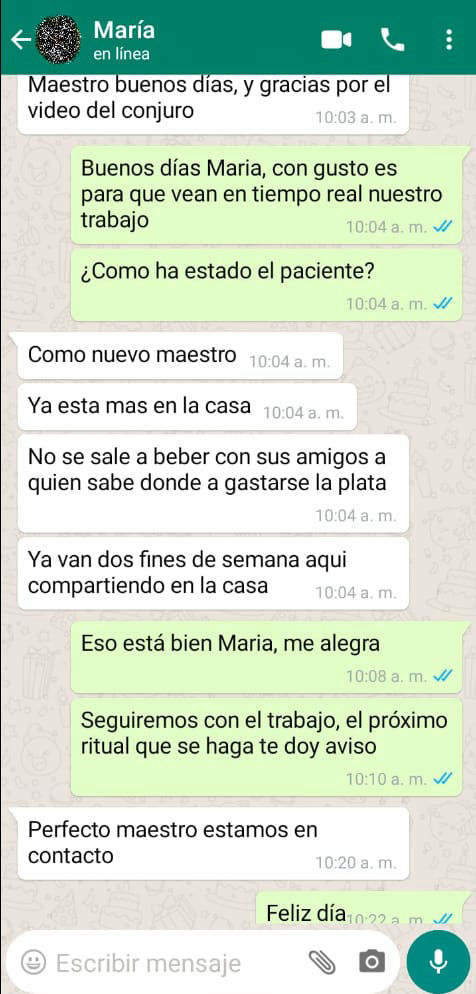 María
en línea
Maestro buenos días, y gracias por el
video del conjuro
10:03 a. m.
Buenos días Maria, con gusto es
para que vean en tiempo real nuestro
trabajo
10:04 a. m.
¿Como ha estado el paciente?
10:04 a. m.
Como nuevo maestro 10:04 a. m.
Ya esta mas en la casa 10:04 a. m.
No se sale a beber con sus amigos a
quien sabe donde a gastarse la plata
10:04 a. m.
Ya van dos fines de semana aqui
compartiendo en la casa 10:04 a. m.
Eso está bien Maria, me alegra
10:08 a. m.
Seguiremos con el trabajo, el próximo
ritual que se haga te doy aviso
10:10 a. m.
Perfecto maestro estamos en
contacto
10:20 a. m.
Feliz día 10:22 a. m.
Escribir mensaje